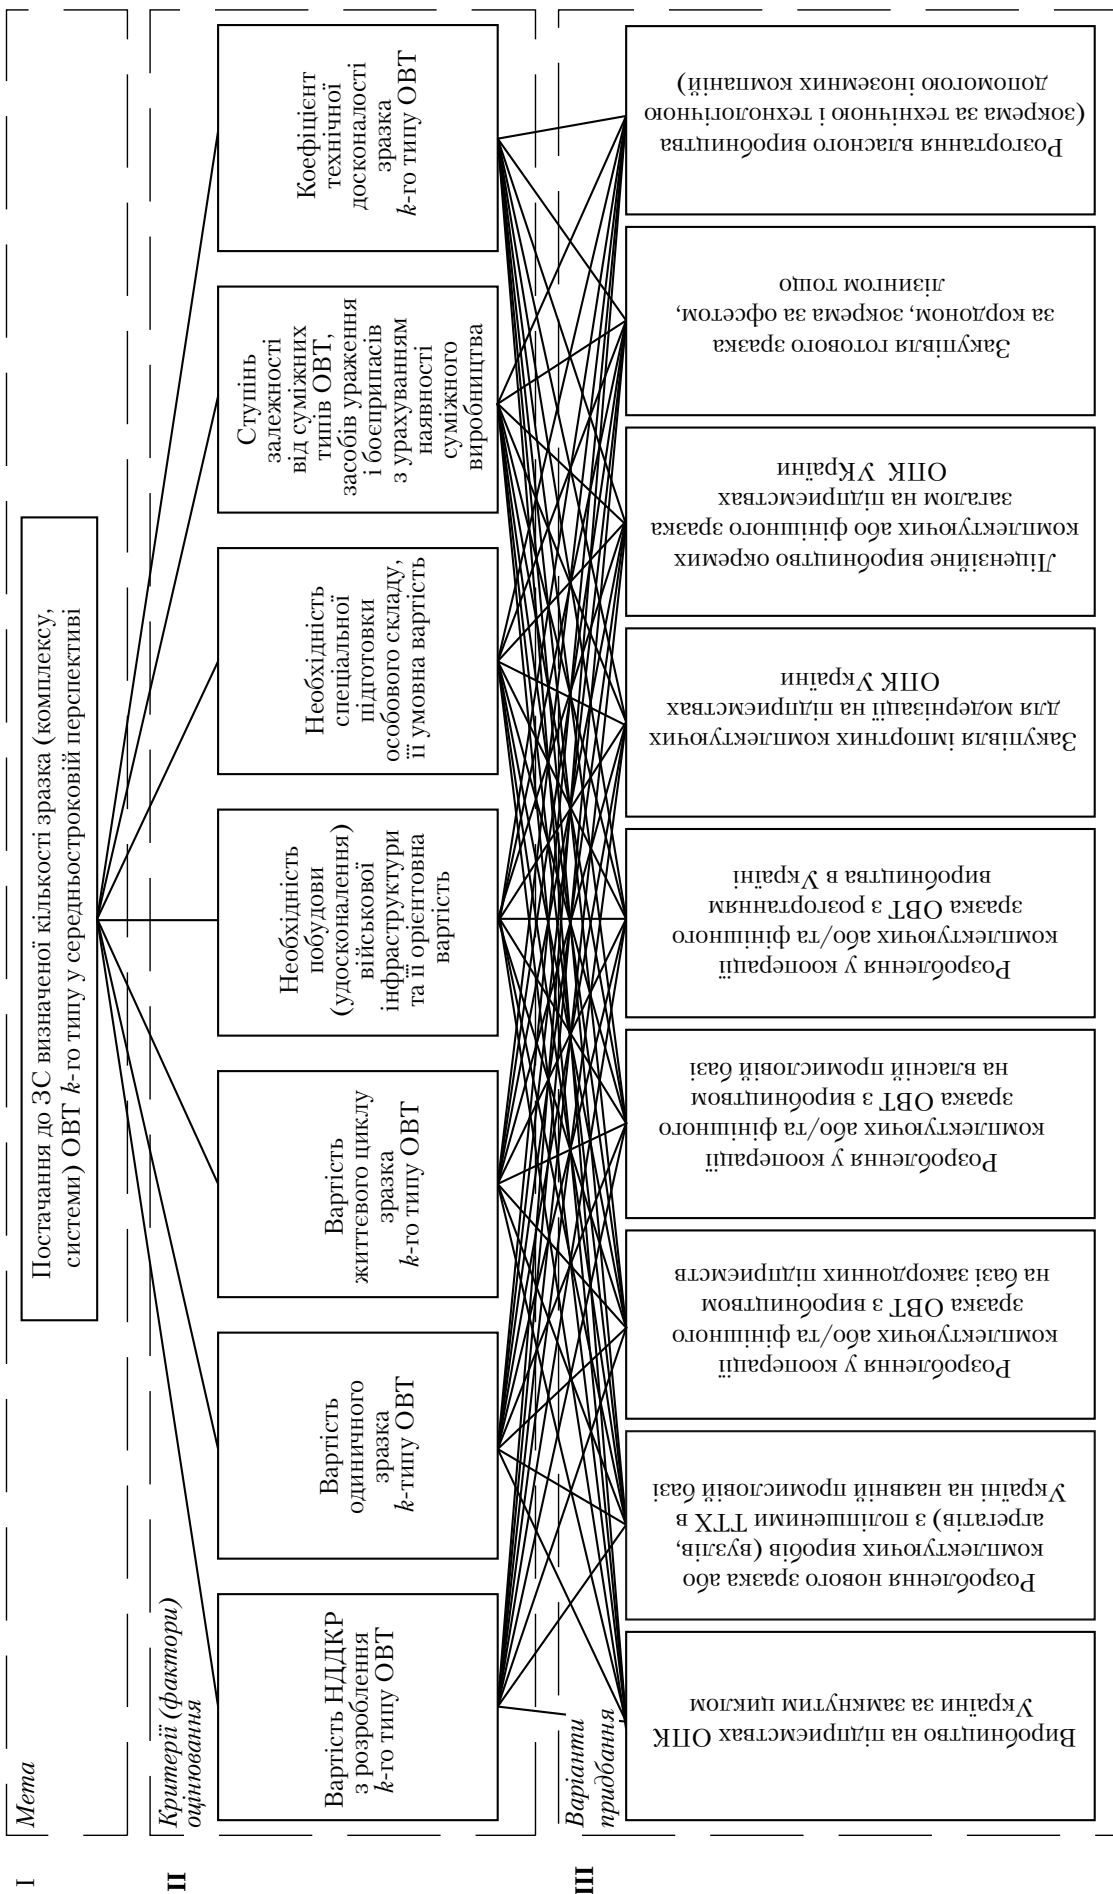 I
Мета
Постачання до ЗС визначеної кількості зразка (комплексу,
системи) ОВТ k-го типу у середньостроковій перспективі
II
Критерії (фактори)
оцінювання
Вартість НДДКР
з розроблення
k-го типу ОВТ
Вартість
одиничного
зразка
k-типу ОВТ
Вартість
життєвого циклу
зразка
k-го типу ОВТ
Необхідність
побудови
(удосконалення)
військової
інфраструктури
та її орієнтовна
вартість
Необхідність
спеціальної
підготовки
особового складу,
її умовна вартість
Ступінь
залежності
від суміжних
типів ОВТ,
засобів ураження
і боєприпасів
з урахуванням
наявності
суміжного
виробництва
Коефіцієнт
технічної
досконалості
зразка
k-го типу ОВТ
III
Варіанти
придбання
Виробництво на підприємствах ОПК
України за замкнутим циклом
Розроблення нового зразка або
комплектуючих виробів (вузлів,
агрегатів) з поліпшеними ТТХ в
Україні на наявній промисловій базі
Розроблення у кооперації
комплектуючих або/та фінішного
зразка ОВТ з виробництвом
на базі закордонних підприємств
Розроблення у кооперації
комплектуючих або/та фінішного
зразка ОВТ з виробництвом
на власній промисловій базі
Розроблення у кооперації
комплектуючих або/та фінішного
зразка ОВТ з розгортанням
виробництва в Україні
Закупівля імпортних комплектуючих
для модернізації на підприємствах
ОПК України
Ліцензійне виробництво окремих
комплектуючих або фінішного зразка
загалом на підприємствах
ОПК УКраїни
Закупівля готового зразка
за кордоном, зокрема за офсетом,
лізингом тощо
Розгортання власного виробництва
(зокрема за технічною і технологічною
допомогою іноземних компаній)